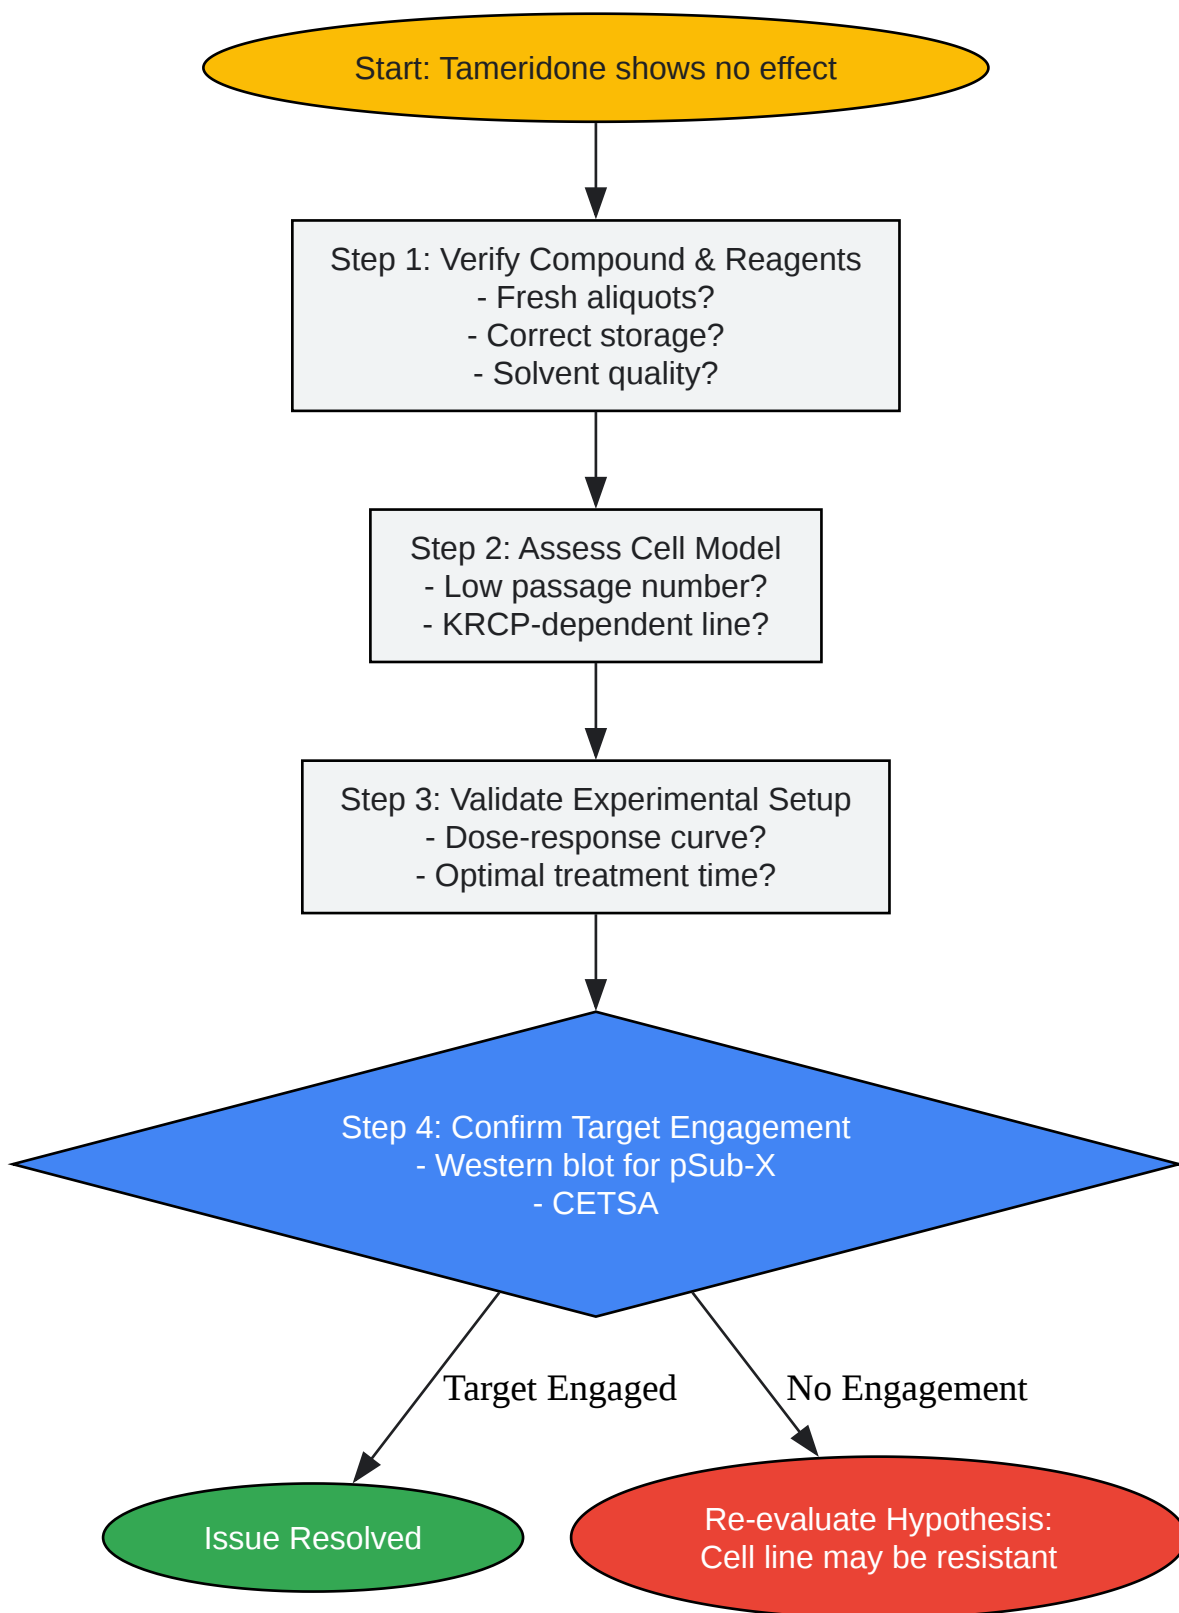 Start: Tameridone shows no effect
Step 1: Verify Compound & Reagents
- Fresh aliquots?
- Correct storage?
- Solvent quality?
Step 2: Assess Cell Model
- Low passage number?
- KRCP-dependent line?
Step 3: Validate Experimental Setup
- Dose-response curve?
- Optimal treatment time?
Step 4: Confirm Target Engagement
- Western blot for pSub-X
- CETSA
Target Engaged
No Engagement
Issue Resolved
Re-evaluate Hypothesis:
Cell line may be resistant